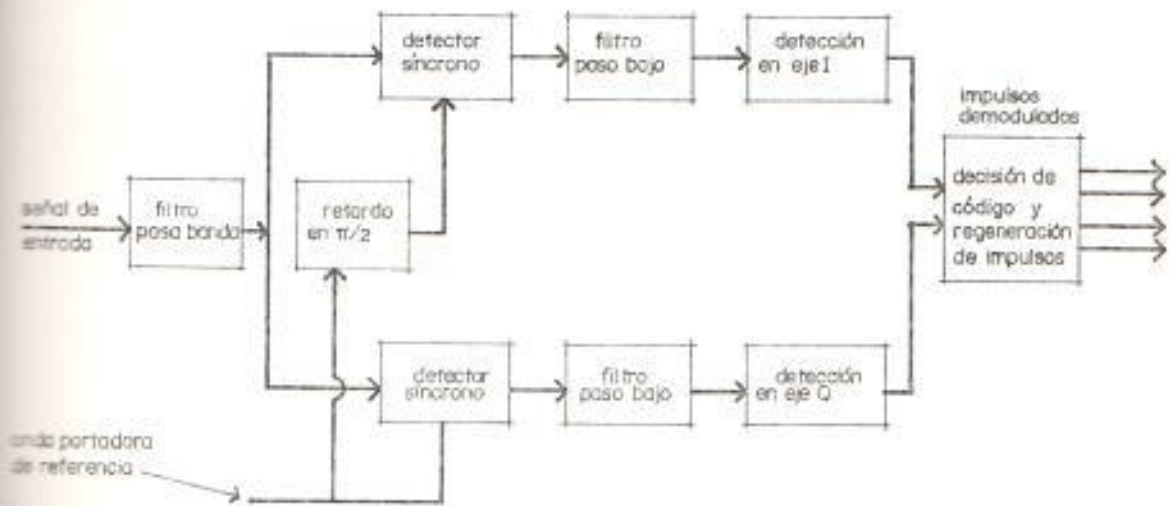 detector
síncrono
filtro
paso bajo
detección
en eje I
impulsos
demodulados
señal de
entrada
filtro
pasa banda
retardo
en π/2
decisión de
código y
regeneración
de impulsos
detector
síncrono
filtro
paso bajo
detección
en eje Q
onda portadora
de referencia